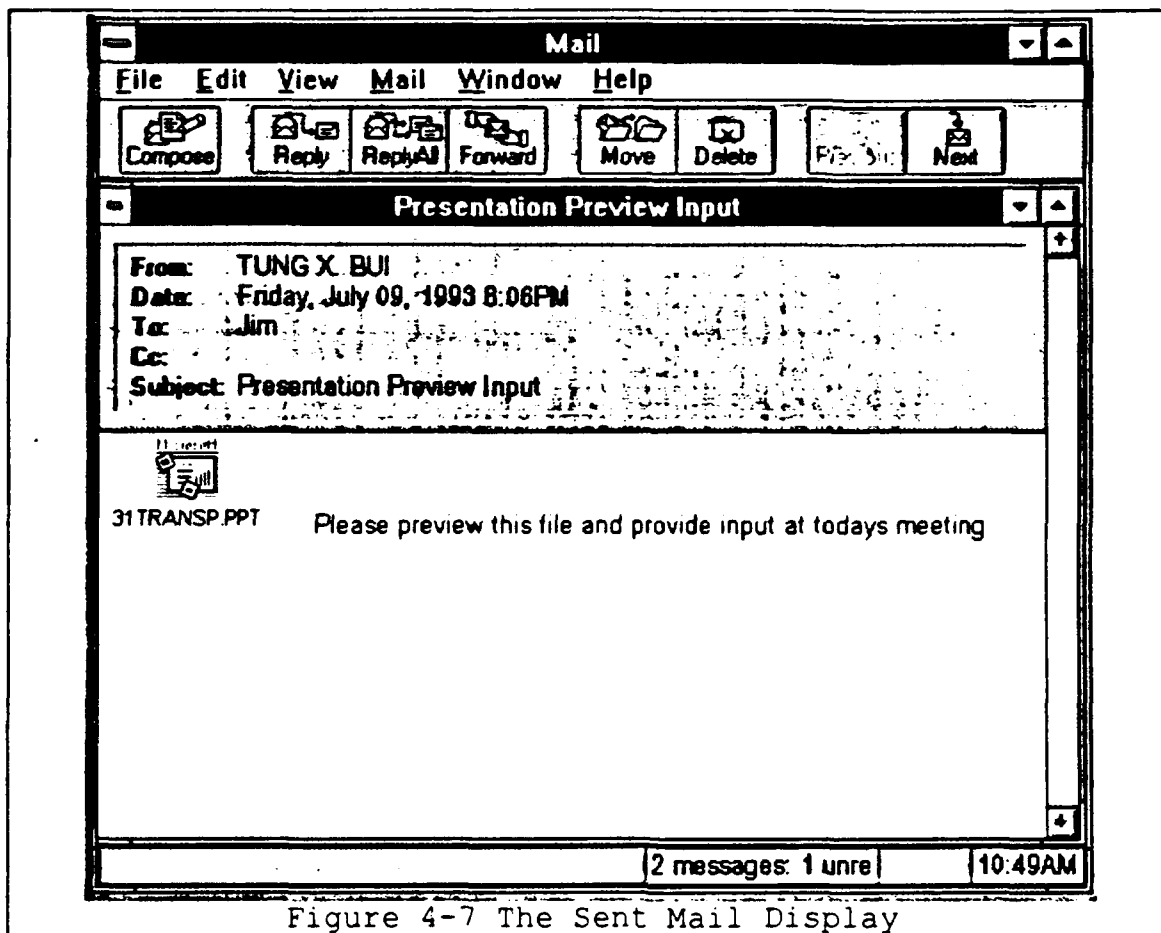 Mail
File Edit View Mail Window Help
Compose Reply ReplyAll Forward Move Delete Next
Presentation Preview Input
From: TUNG X. BUI
Date: Friday, July 09, 1993 6:06PM
To: Jim
Cc:
Subject: Presentation Preview Input
31TRANSP.PPT
Please preview this file and provide input at todays meeting
2 messages: 1 unre
10:49AM
Figure 4-7 The Sent Mail Display